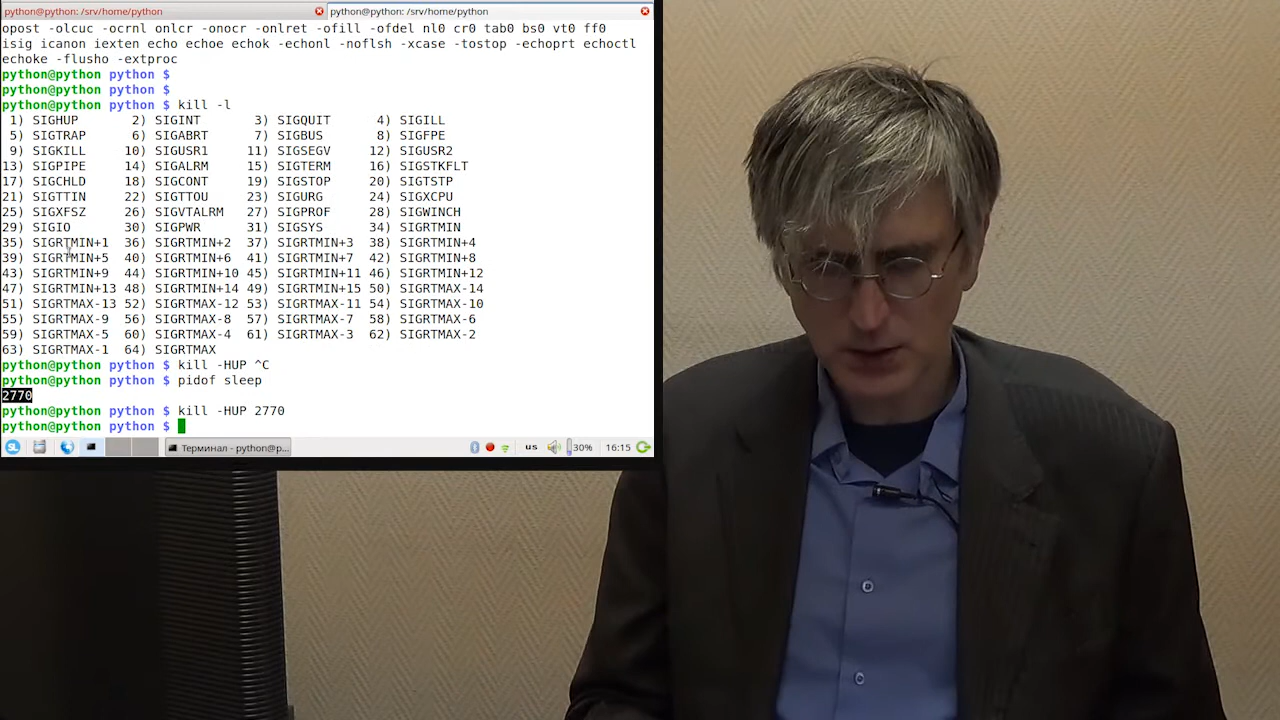 python@python: /srv/home/python
python@python: /srv/home/python
opost -olcuc -ocrnl onlcr -onocr -onlret -ofill -ofdel nl0 cr0 tab0 bs0 vt0 ff0
isig icanon iexten echo echoe echok -echonl -noflsh -xcase -tostop -echoprt echoctl
echoke -flusho -extproc
python@python python $
python@python python $
python@python python $ kill -l
1) SIGHUP 2) SIGINT 3) SIGQUIT 4) SIGILL
5) SIGTRAP 6) SIGABRT 7) SIGBUS 8) SIGFPE
9) SIGKILL 10) SIGUSR1 11) SIGSEGV 12) SIGUSR2
13) SIGPIPE 14) SIGALRM 15) SIGTERM 16) SIGSTKFLT
17) SIGCHLD 18) SIGCONT 19) SIGSTOP 20) SIGTSTP
21) SIGTTIN 22) SIGTTOU 23) SIGURG 24) SIGXCPU
25) SIGXFSZ 26) SIGVTALRM 27) SIGPROF 28) SIGWINCH
29) SIGIO 30) SIGPWR 31) SIGSYS 34) SIGRTMIN
35) SIGRTMIN+1 36) SIGRTMIN+2 37) SIGRTMIN+3 38) SIGRTMIN+4
39) SIGRTMIN+5 40) SIGRTMIN+6 41) SIGRTMIN+7 42) SIGRTMIN+8
43) SIGRTMIN+9 44) SIGRTMIN+10 45) SIGRTMIN+11 46) SIGRTMIN+12
47) SIGRTMIN+13 48) SIGRTMIN+14 49) SIGRTMIN+15 50) SIGRTMAX-14
51) SIGRTMAX-13 52) SIGRTMAX-12 53) SIGRTMAX-11 54) SIGRTMAX-10
55) SIGRTMAX-9 56) SIGRTMAX-8 57) SIGRTMAX-7 58) SIGRTMAX-6
59) SIGRTMAX-5 60) SIGRTMAX-4 61) SIGRTMAX-3 62) SIGRTMAX-2
63) SIGRTMAX-1 64) SIGRTMAX
python@python python $ kill -HUP ^C
python@python python $ pidof sleep
2770
python@python python $ kill -HUP 2770
python@python python $
SL
Терминал - python@p...
us
30%
16:15